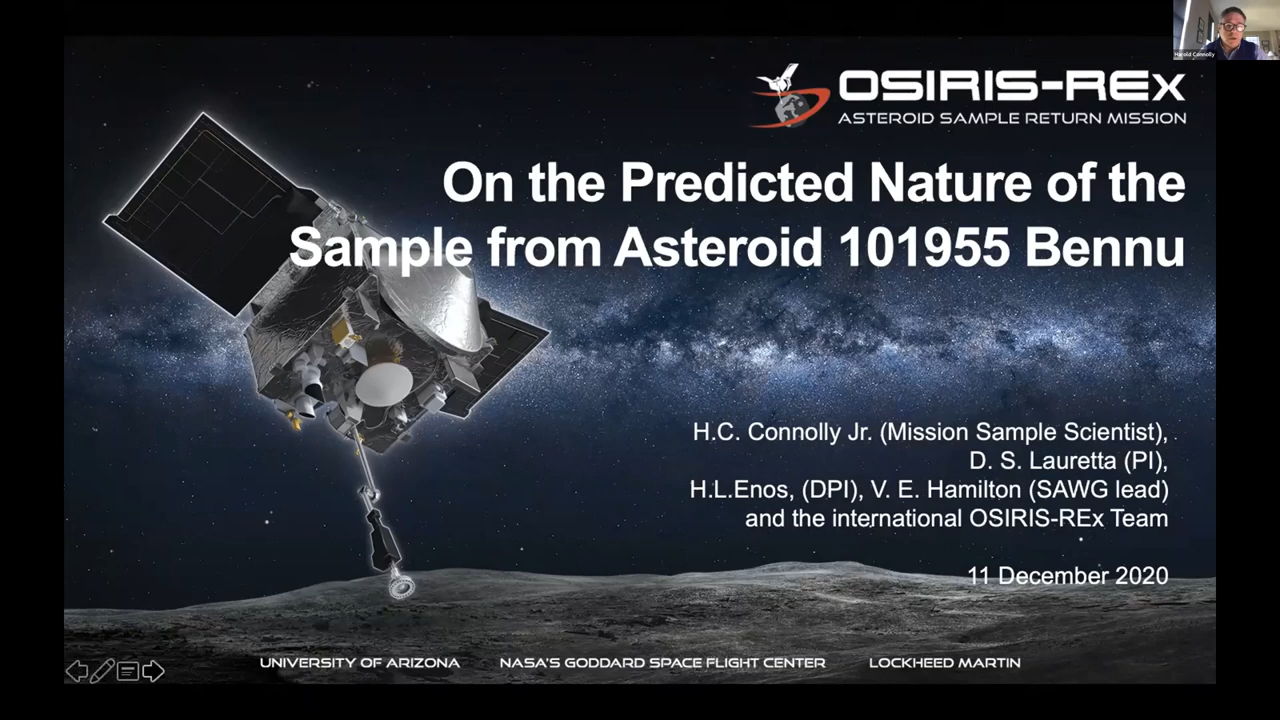 Harold Connolly
OSIRIS-REx
ASTEROID SAMPLE RETURN MISSION
On the Predicted Nature of the
Sample from Asteroid 101955 Bennu
H.C. Connolly Jr. (Mission Sample Scientist),
D. S. Lauretta (PI),
H.L.Enos, (DPI), V. E. Hamilton (SAWG lead)
and the international OSIRIS-REx Team
11 December 2020
UNIVERSITY OF ARIZONA NASA'S GODDARD SPACE FLIGHT CENTER LOCKHEED MARTIN